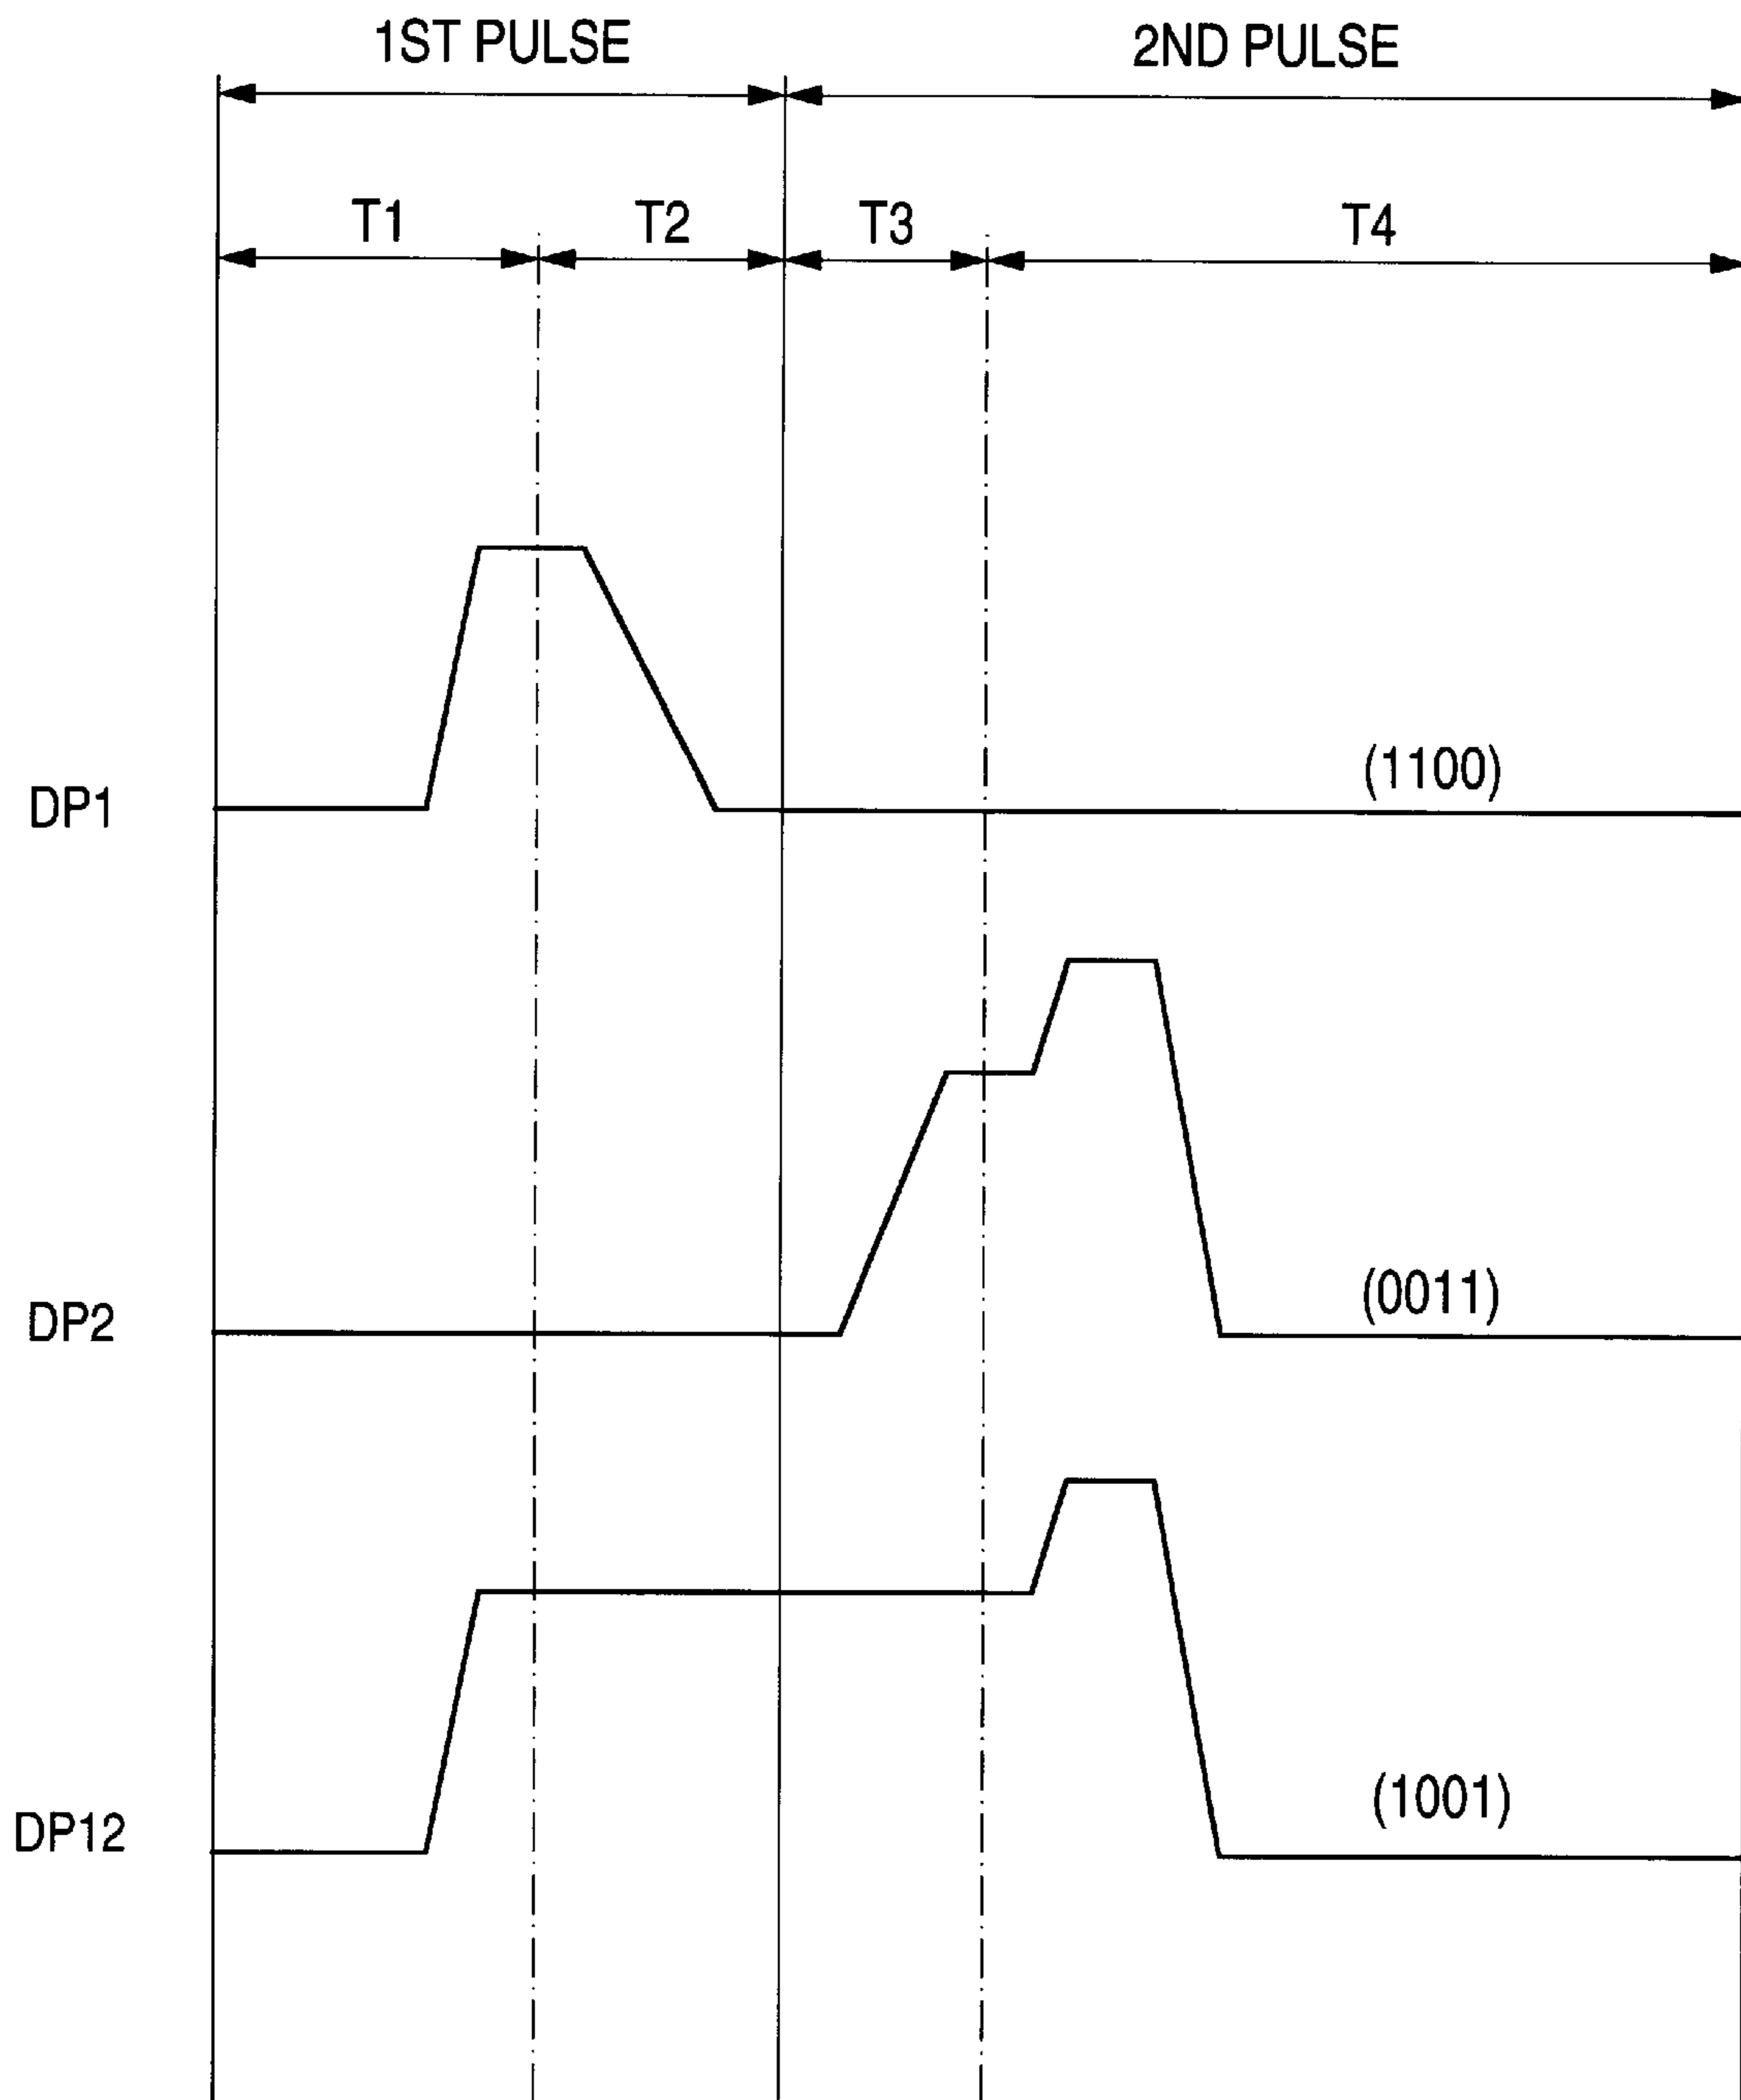 1ST PULSE
2ND PULSE
T1
T2
T3
T4
DP1
(1100)
DP2
(0011)
DP12
(1001)